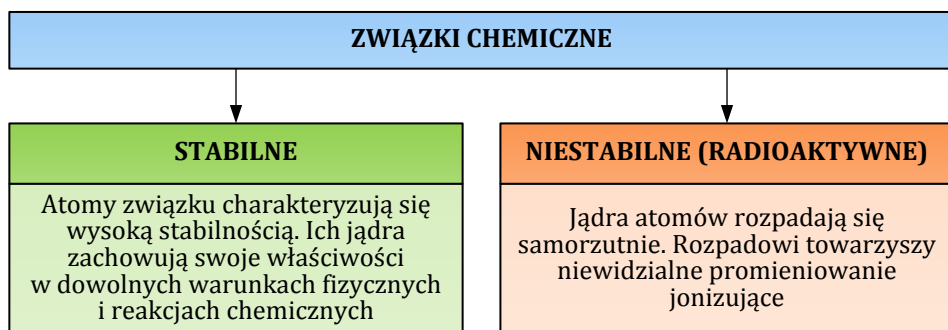 ZWIĄZKI CHEMICZNE
STABILNE
Atomy związku charakteryzują się
wysoką stabilnością. Ich jądra
zachowują swoje właściwości
w dowolnych warunkach fizycznych
i reakcjach chemicznych
NIESTABILNE (RADIOAKTYWNE)
Jądra atomów rozpadają się
samorzutnie. Rozpadowi towarzyszy
niewidzialne promieniowanie
jonizujące